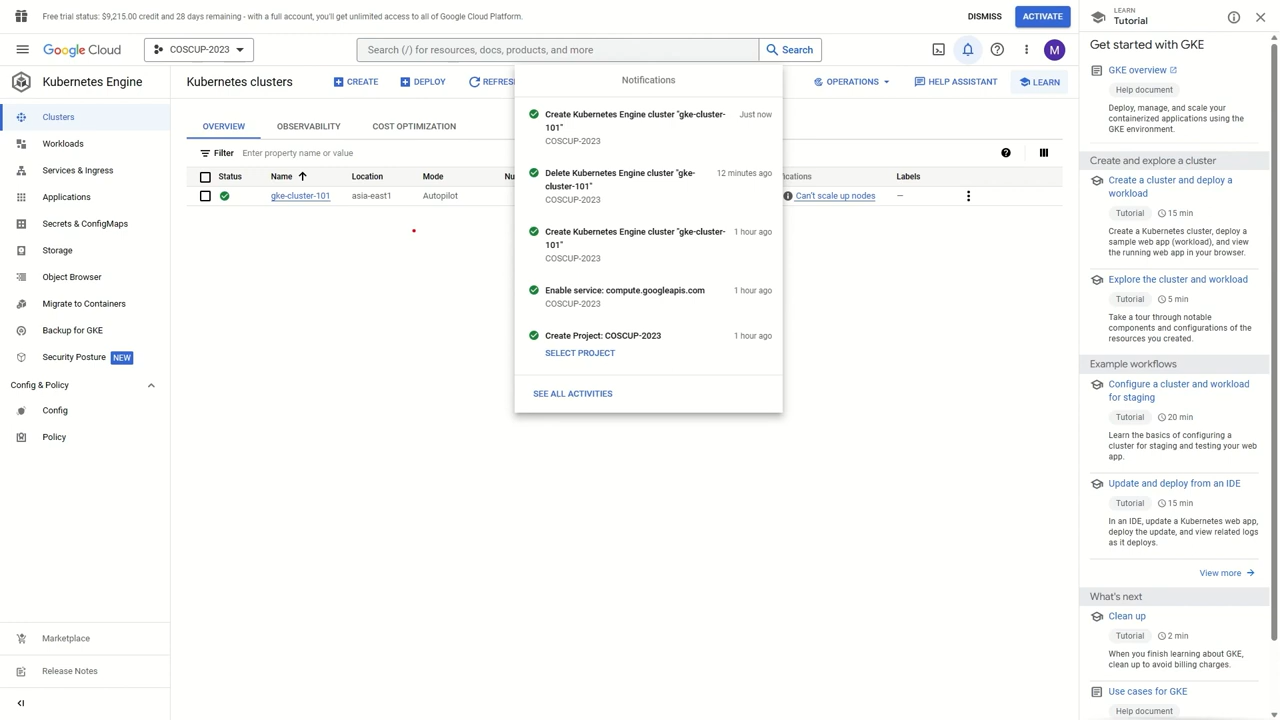 Free trial status: $9,215.00 credit and 28 days remaining - with a full account, you'll get unlimited access to all of Google Cloud Platform.
DISMISS
ACTIVATE
Google Cloud
COSCUP-2023
Search (/) for resources, docs, products, and more
Search
M
Kubernetes Engine
Clusters
Workloads
Services & Ingress
Applications
Secrets & ConfigMaps
Storage
Object Browser
Migrate to Containers
Backup for GKE
Security Posture NEW
Config & Policy
Config
Policy
Marketplace
Release Notes
Kubernetes clusters
CREATE
DEPLOY
REFRESH
OPERATIONS
HELP ASSISTANT
LEARN
OVERVIEW
OBSERVABILITY
COST OPTIMIZATION
Filter Enter property name or value
Status Name Location Mode Nu
ications Labels
gke-cluster-101 asia-east1 Autopilot
Can't scale up nodes –
Notifications
Create Kubernetes Engine cluster "gke-cluster-
101"
Just now
COSCUP-2023
Delete Kubernetes Engine cluster "gke-
cluster-101"
12 minutes ago
COSCUP-2023
Create Kubernetes Engine cluster "gke-cluster-
101"
1 hour ago
COSCUP-2023
Enable service: compute.googleapis.com
1 hour ago
COSCUP-2023
Create Project: COSCUP-2023
1 hour ago
SELECT PROJECT
SEE ALL ACTIVITIES
LEARN
Tutorial
Get started with GKE
GKE overview
Help document
Deploy, manage, and scale your
containerized applications using the
GKE environment.
Create and explore a cluster
Create a cluster and deploy a
workload
Tutorial 15 min
Create a Kubernetes cluster, deploy a
sample web app (workload), and view
the running web app in your browser.
Explore the cluster and workload
Tutorial 5 min
Take a tour through notable
components and configurations of the
resources you created.
Example workflows
Configure a cluster and workload
for staging
Tutorial 20 min
Learn the basics of configuring a
cluster for staging and testing your web
app.
Update and deploy from an IDE
Tutorial 15 min
In an IDE, update a Kubernetes web app,
deploy the update, and view related logs
as it deploys.
View more
What's next
Clean up
Tutorial 2 min
When you finish learning about GKE,
clean up to avoid billing charges.
Use cases for GKE
Help document